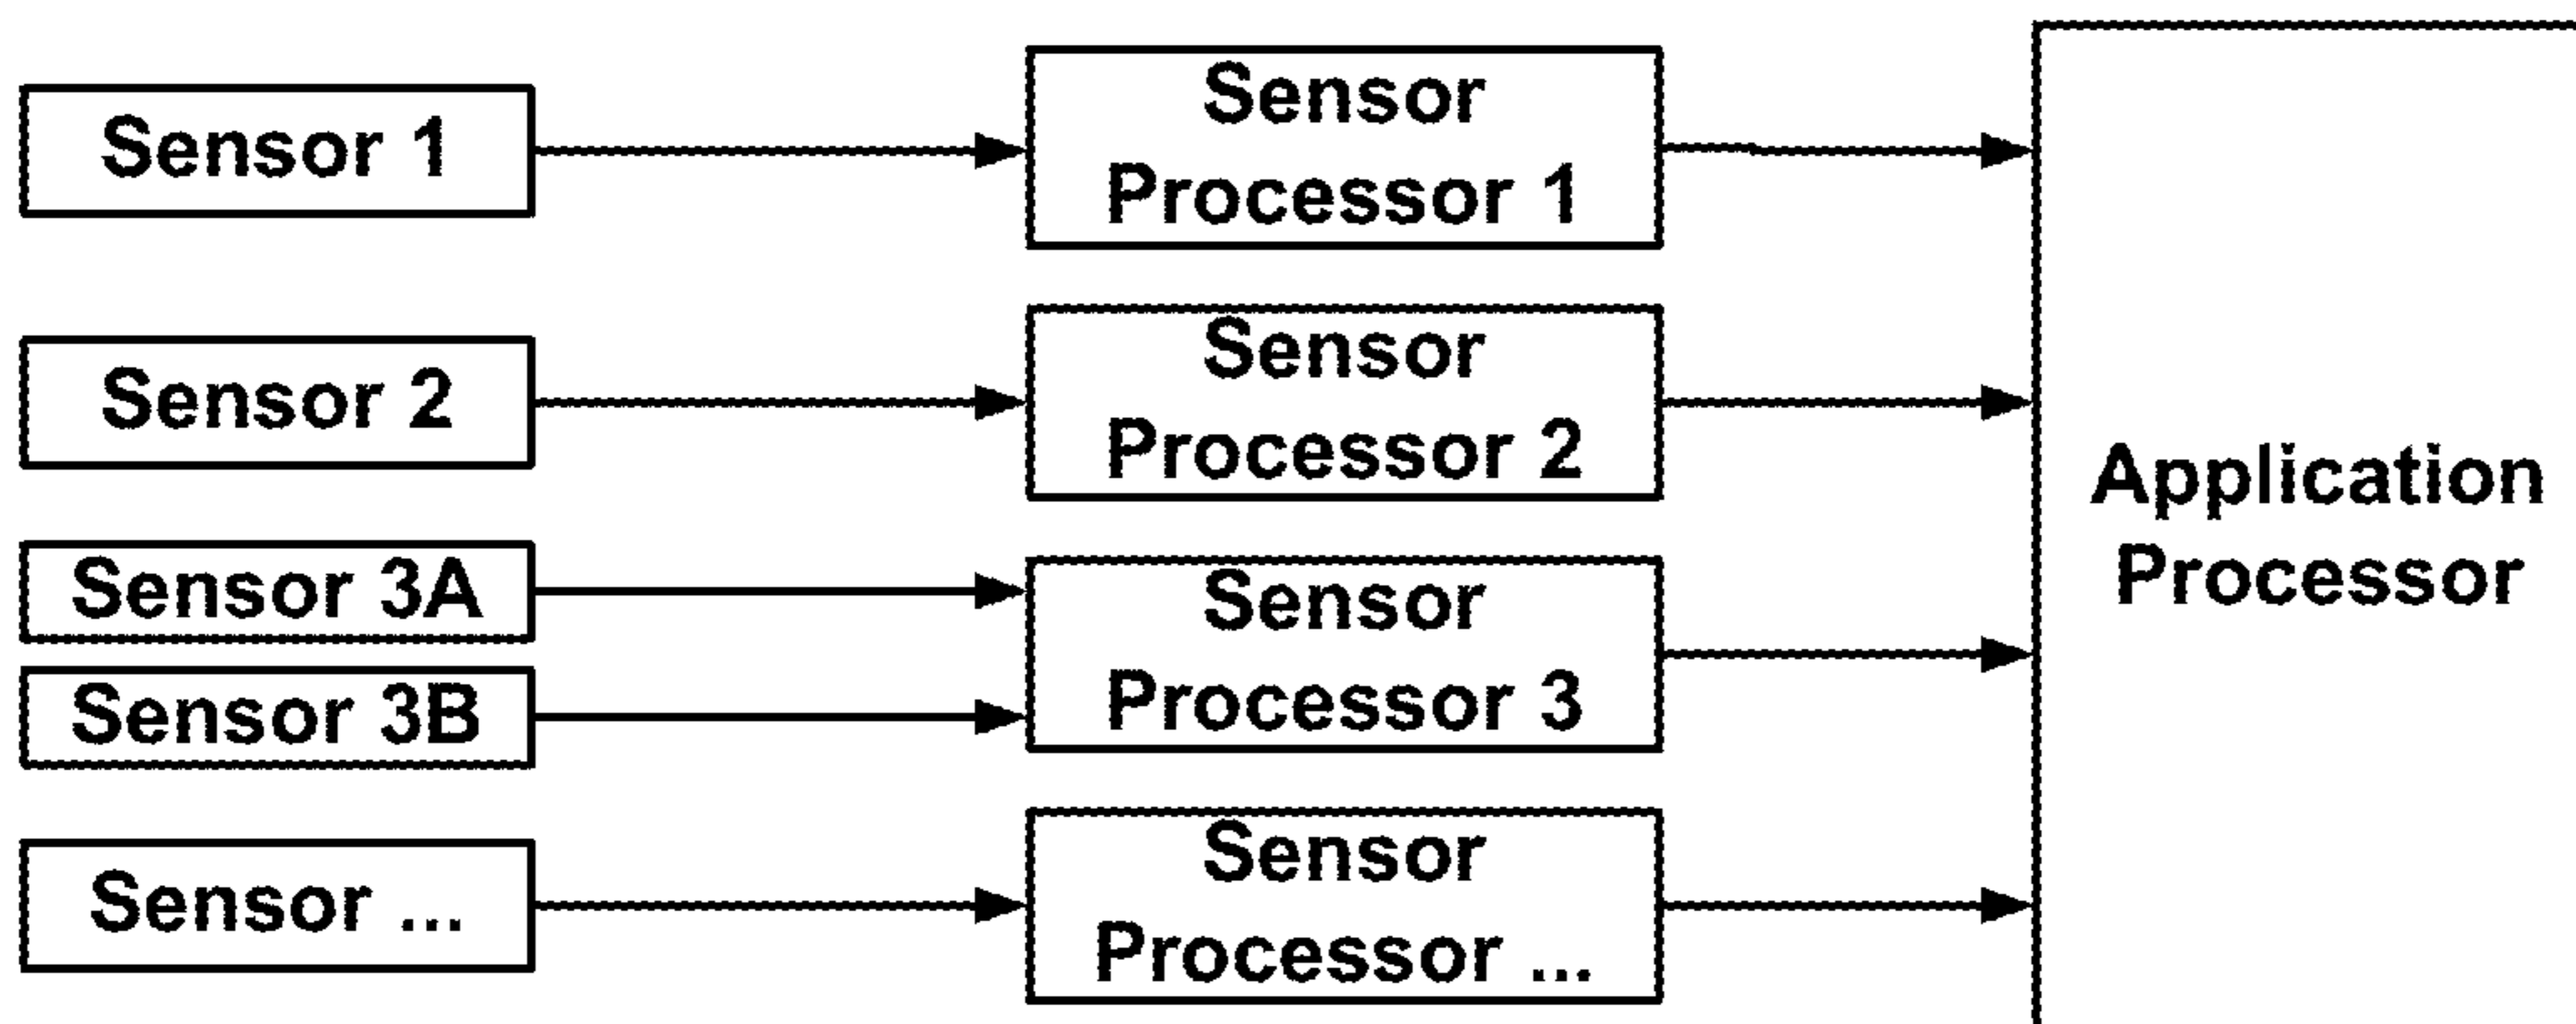 Sensor 1
Sensor
Processor 1
Sensor 2
Sensor
Processor 2
Sensor 3A
Sensor 3B
Sensor
Processor 3
Sensor ...
Sensor
Processor ...
Application
Processor